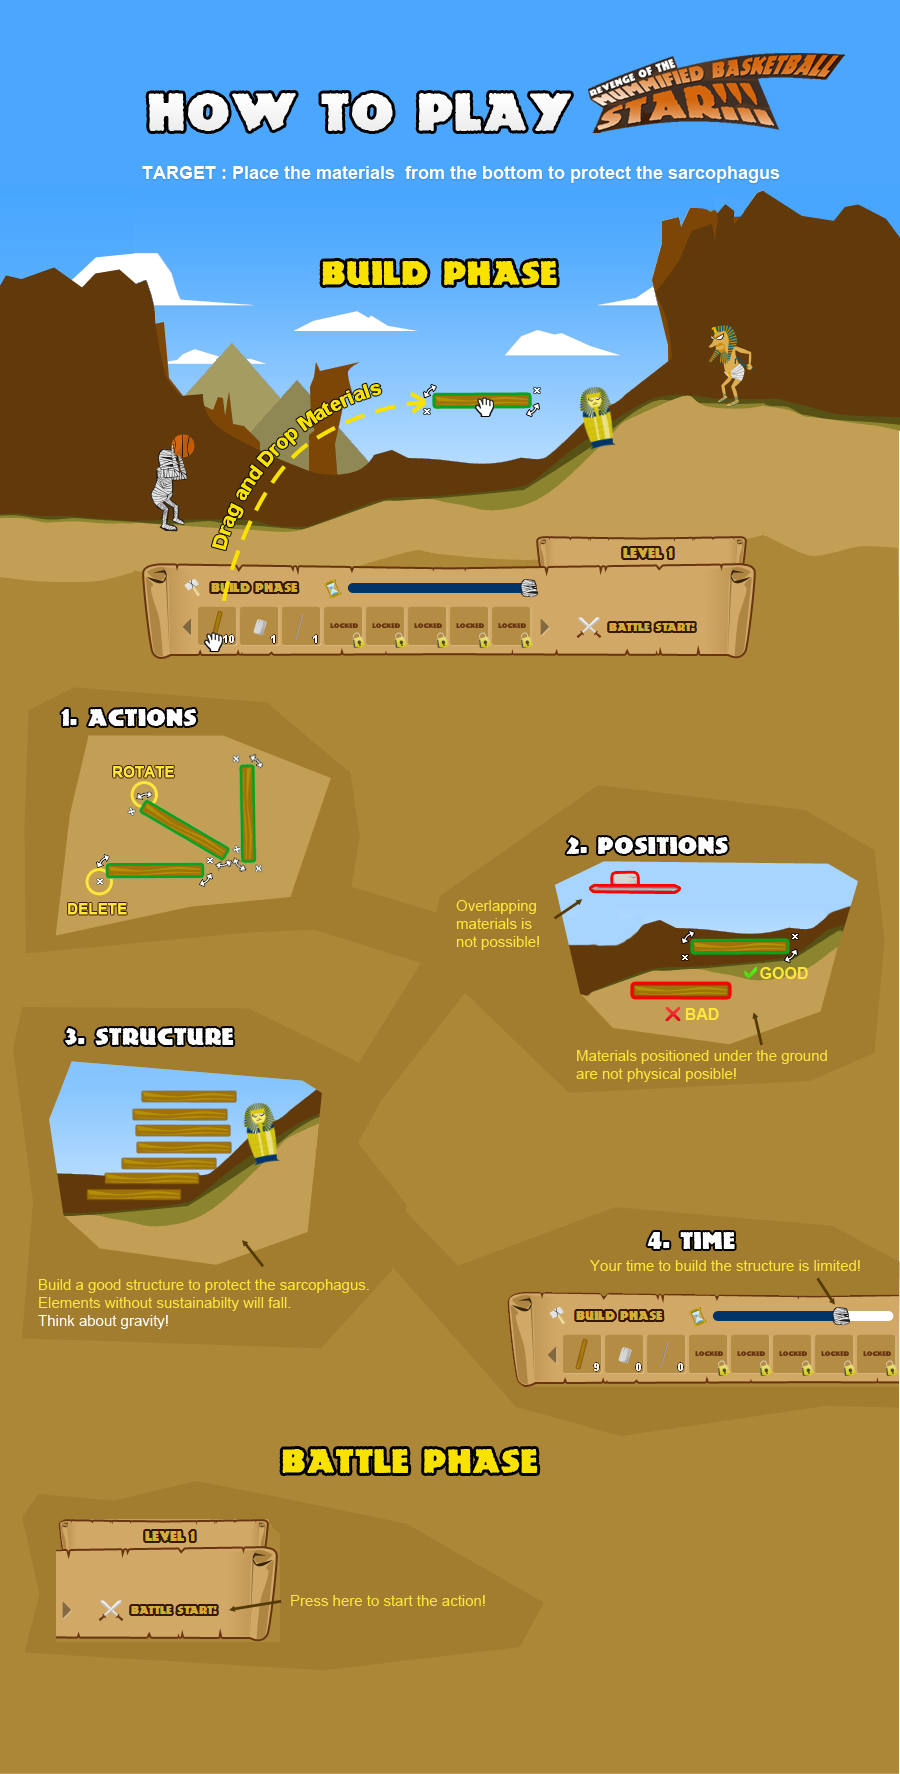 HOW TO PLAY
REVENGE OF THE
MUMMIFIED BASKETBALL
STAR!!!
TARGET : Place the materials  from the bottom to protect the sarcophagus
BUILD PHASE
Drag and Drop Materials
LEVEL 1
BUILD PHASE
10
1
1
LOCKED
LOCKED
LOCKED
LOCKED
LOCKED
BATTLE START!
1. ACTIONS
ROTATE
DELETE
2. POSITIONS
Overlapping
materials is
not possible!
GOOD
BAD
Materials positioned under the ground
are not physical posible!
3. STRUCTURE
Build a good structure to protect the sarcophagus.
Elements without sustainabilty will fall.
Think about gravity!
4. TIME
Your time to build the structure is limited!
BUILD PHASE
9
0
0
LOCKED
LOCKED
LOCKED
LOCKED
LOCKED
BATTLE PHASE
LEVEL 1
BATTLE START!
Press here to start the action!